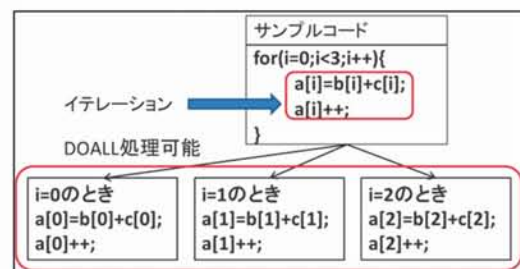 サンプルコード
for(i=0;i<3;i++){
a[i]=b[i]+c[i];
イテレーション
a[i]++;
}
DOALL処理可能
i=0のとき
a[0]=b[0]+c[0];
a[0]++;
i=1のとき
a[1]=b[1]+c[1];
a[1]++;
i=2のとき
a[2]=b[2]+c[2];
a[2]++;